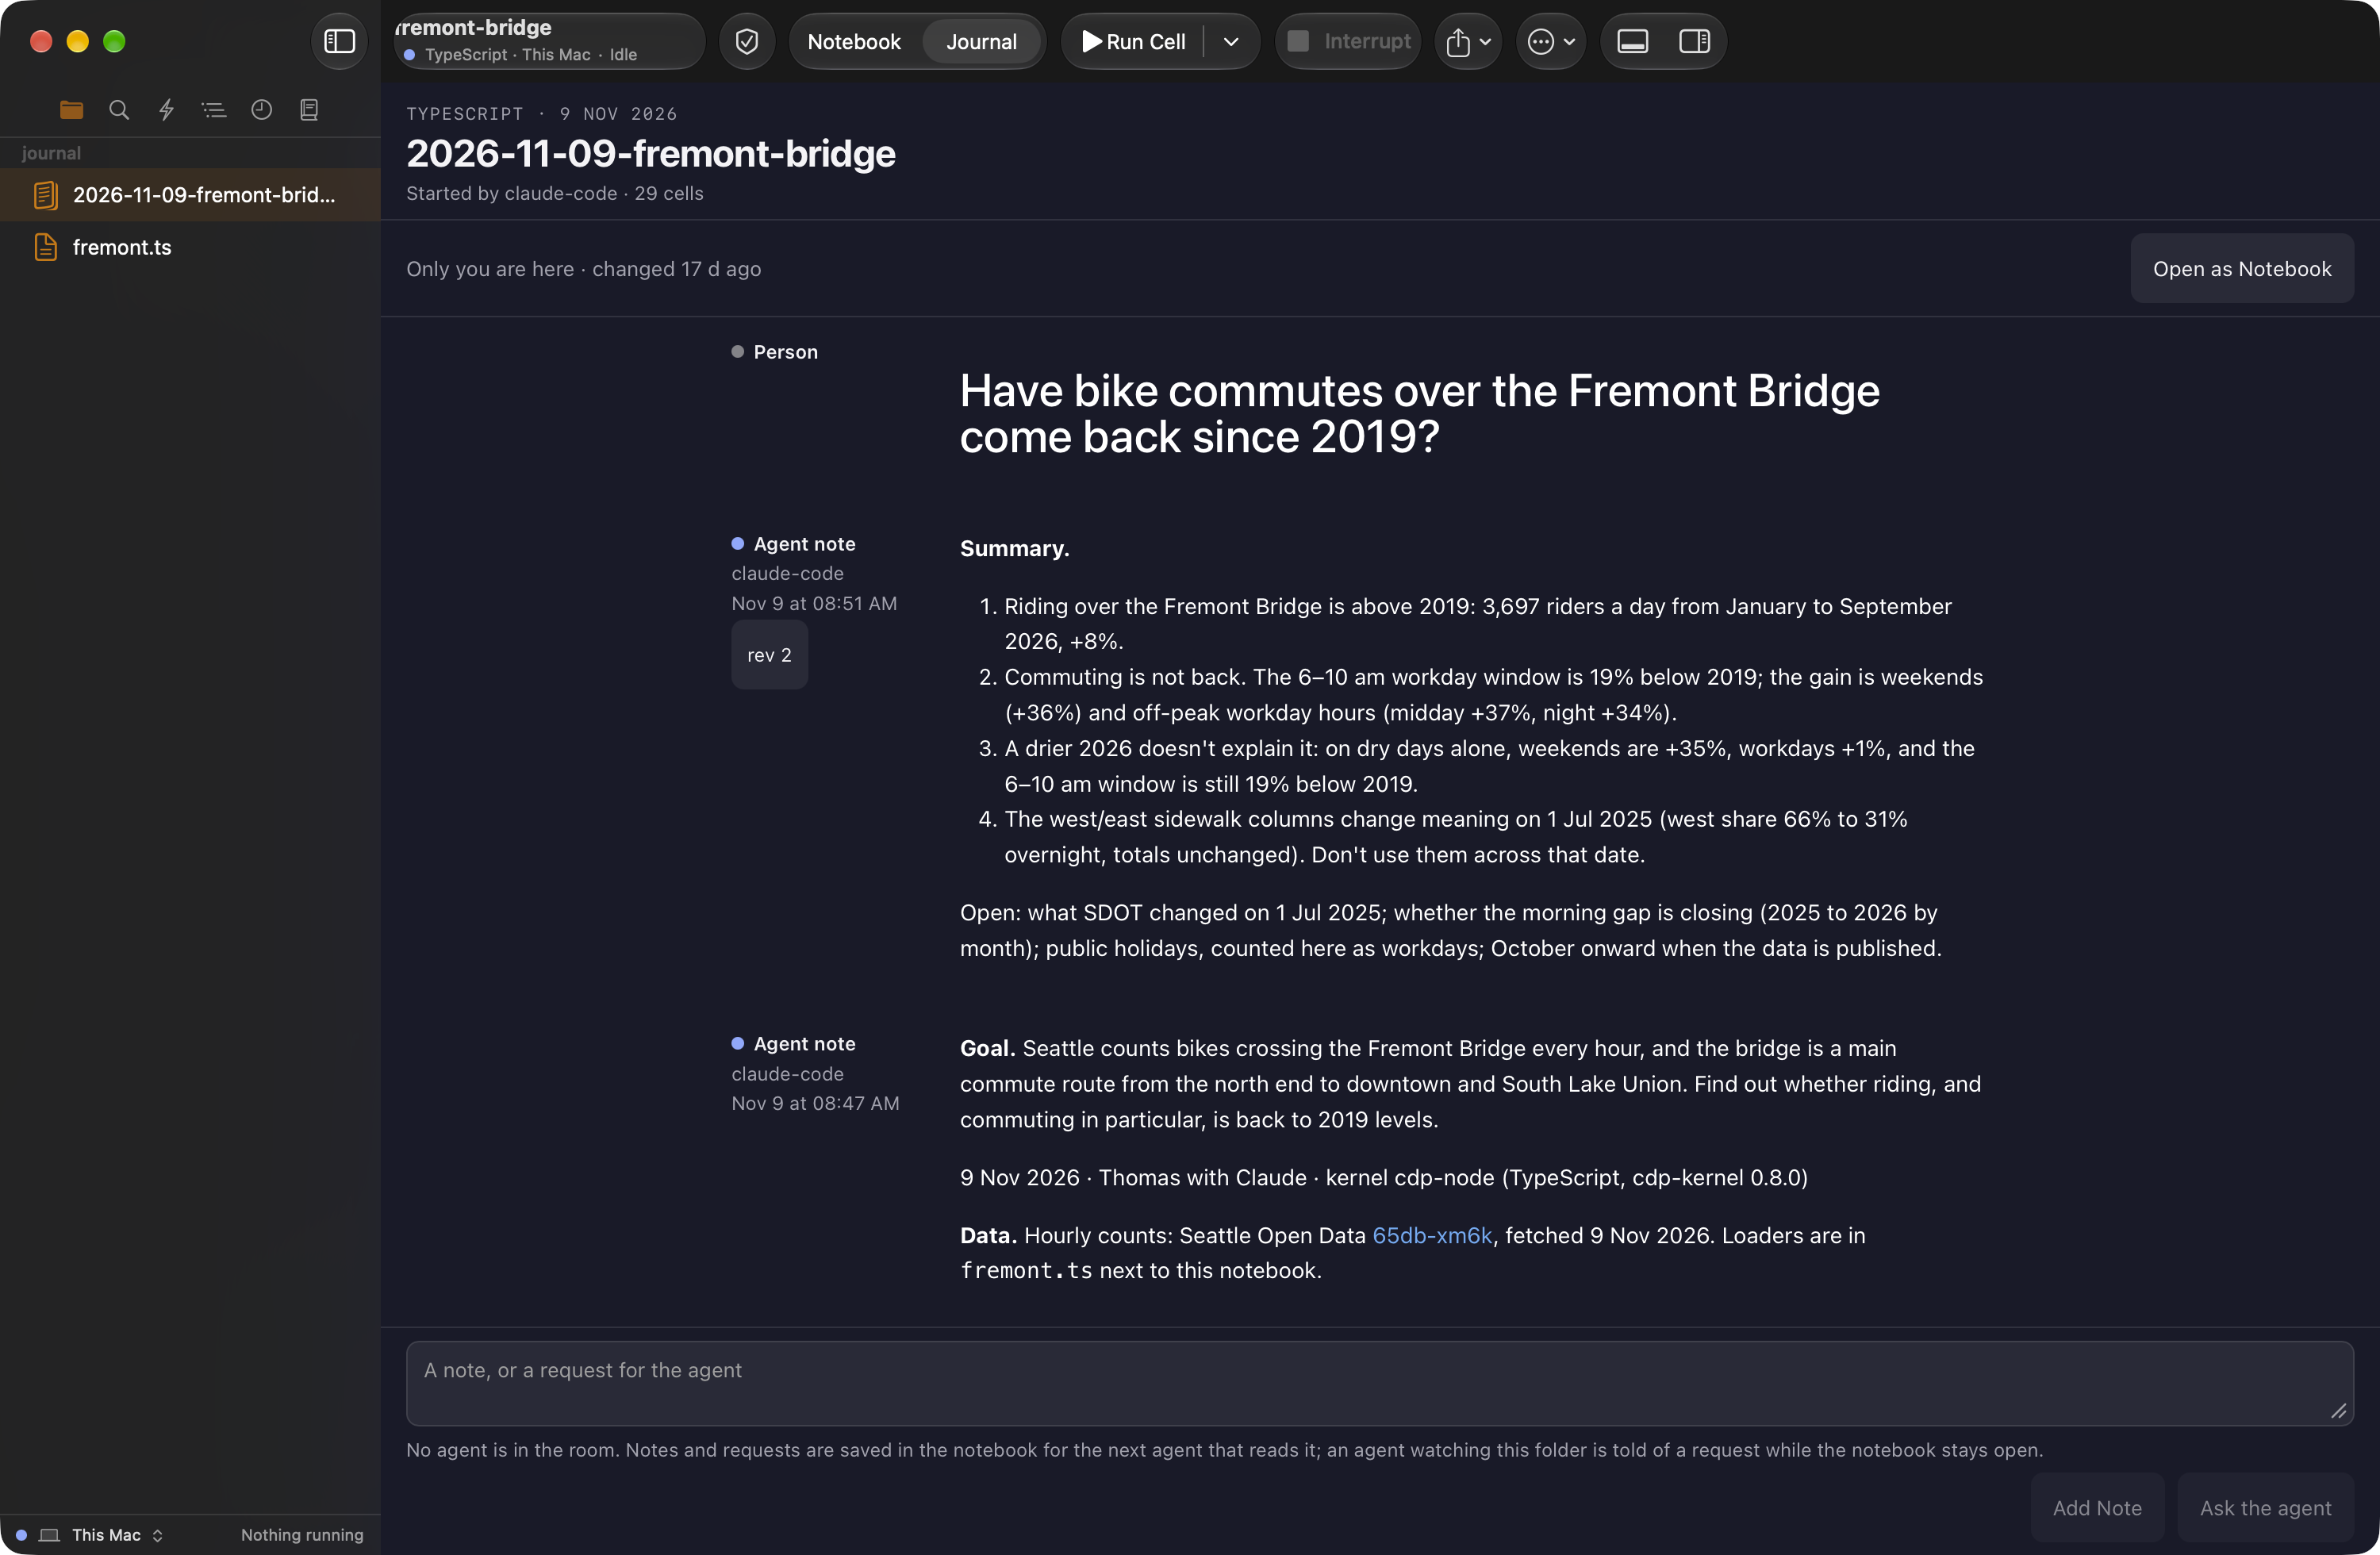 fremont-bridge
TypeScript · This Mac · Idle
Notebook
Journal
Run Cell
Interrupt
journal
2026-11-09-fremont-brid...
fremont.ts
TYPESCRIPT · 9 NOV 2026
2026-11-09-fremont-bridge
Started by claude-code · 29 cells
Only you are here · changed 17 d ago
Open as Notebook
Person
Have bike commutes over the Fremont Bridge
come back since 2019?
Agent note
claude-code
Nov 9 at 08:51 AM
rev 2
Summary.
1. Riding over the Fremont Bridge is above 2019: 3,697 riders a day from January to September
2026, +8%.
2. Commuting is not back. The 6–10 am workday window is 19% below 2019; the gain is weekends
(+36%) and off-peak workday hours (midday +37%, night +34%).
3. A drier 2026 doesn't explain it: on dry days alone, weekends are +35%, workdays +1%, and the
6–10 am window is still 19% below 2019.
4. The west/east sidewalk columns change meaning on 1 Jul 2025 (west share 66% to 31%
overnight, totals unchanged). Don't use them across that date.
Open: what SDOT changed on 1 Jul 2025; whether the morning gap is closing (2025 to 2026 by
month); public holidays, counted here as workdays; October onward when the data is published.
Agent note
claude-code
Nov 9 at 08:47 AM
Goal. Seattle counts bikes crossing the Fremont Bridge every hour, and the bridge is a main
commute route from the north end to downtown and South Lake Union. Find out whether riding, and
commuting in particular, is back to 2019 levels.
9 Nov 2026 · Thomas with Claude · kernel cdp-node (TypeScript, cdp-kernel 0.8.0)
Data. Hourly counts: Seattle Open Data 65db-xm6k, fetched 9 Nov 2026. Loaders are in
fremont.ts next to this notebook.
A note, or a request for the agent
No agent is in the room. Notes and requests are saved in the notebook for the next agent that reads it; an agent watching this folder is told of a request while the notebook stays open.
Add Note
Ask the agent
This Mac
Nothing running